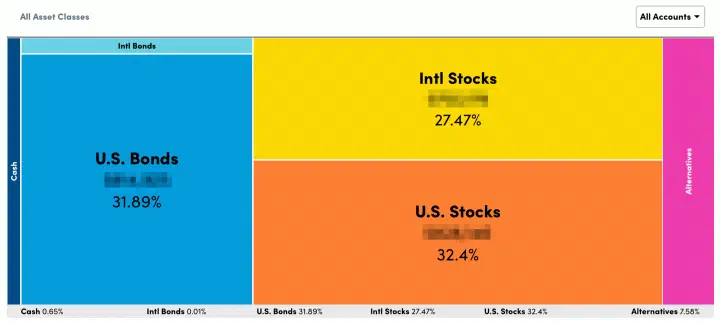 All Asset Classes
All Accounts
Intl Bonds
Cash
U.S. Bonds
31.89%
Intl Stocks
27.47%
U.S. Stocks
32.4%
Alternatives
Cash 0.65% Intl Bonds 0.01% U.S. Bonds 31.89% Intl Stocks 27.47% U.S. Stocks 32.4% Alternatives 7.58%